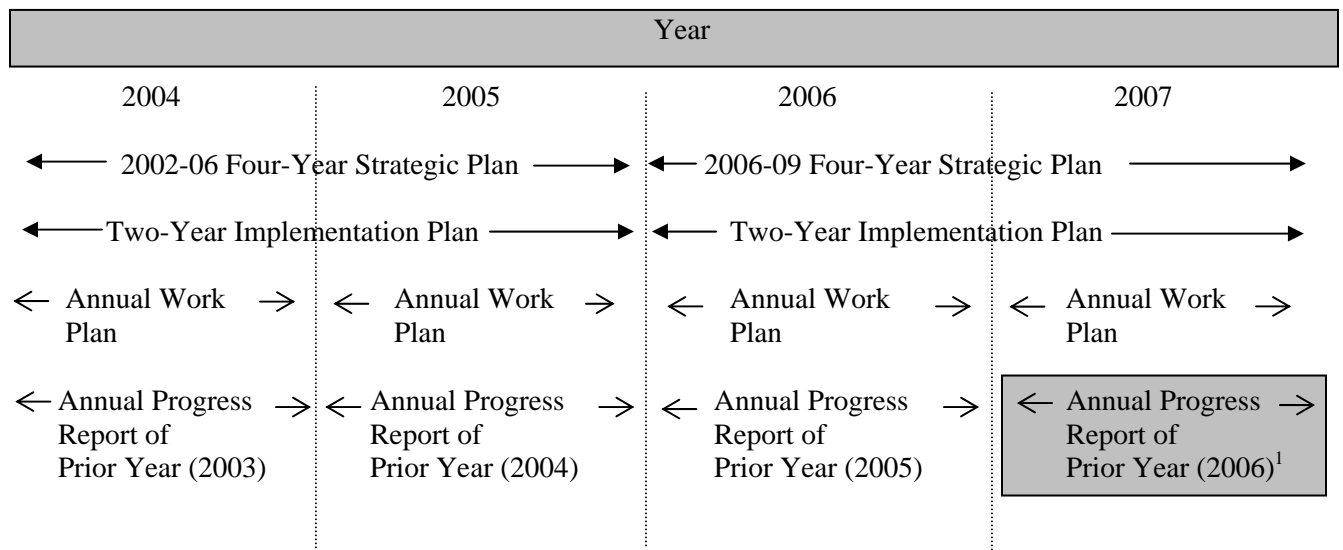 Year
2004 2005 2006 2007
2002-06 Four-Year Strategic Plan 2006-09 Four-Year Strategic Plan
Two-Year Implementation Plan Two-Year Implementation Plan
Annual Work Annual Work Annual Work Annual Work
Plan Plan Plan Plan
Annual Progress Annual Progress Annual Progress Annual Progress
Report of Report of Report of Report of
Prior Year (2003) Prior Year (2004) Prior Year (2005) Prior Year (2006)1